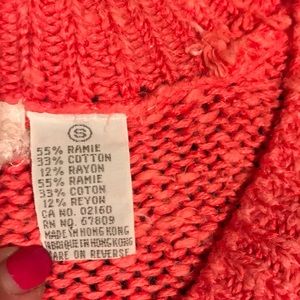 S
55% RAMIE
33% COTTON
12% RAYON
55% RAMIE
33% COTON
12% REYON
CA NO. 02160
RN NO. 67809
MADE IN HONG KONG
FABRIQUE EN HONG KONG
CARE ON REVERSE